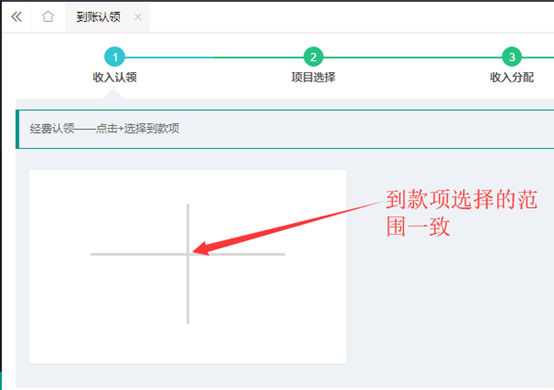 到账认领
1 2 3
收入认领 项目选择 收入分配
经费认领——点击+选择到款项
到款项选择的范
围一致